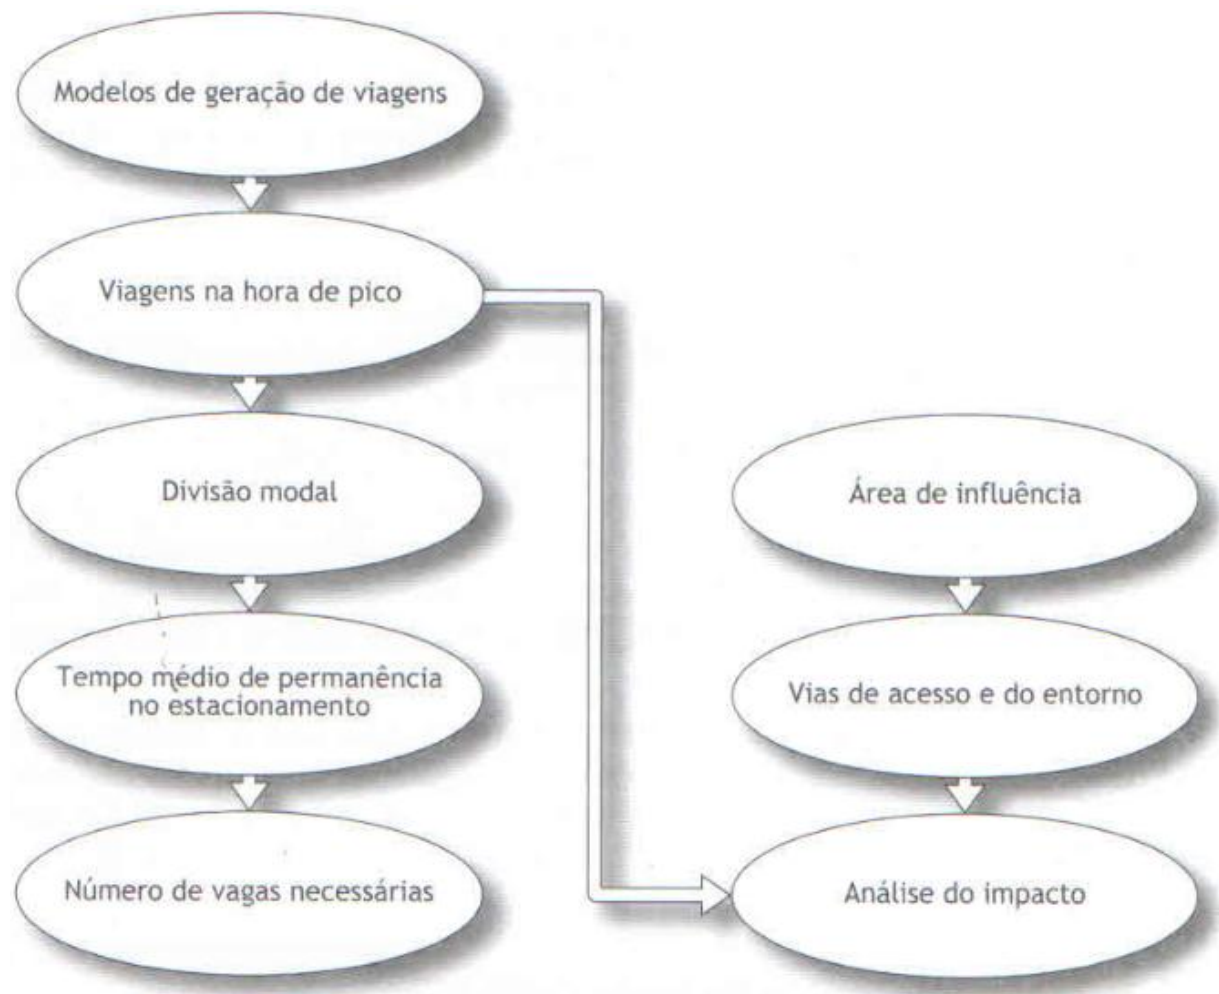 Modelos de geração de viagens
Viagens na hora de pico
Divisão modal
Tempo médio de permanência
no estacionamento
Número de vagas necessárias
Área de influência
Vias de acesso e do entorno
Análise do impacto